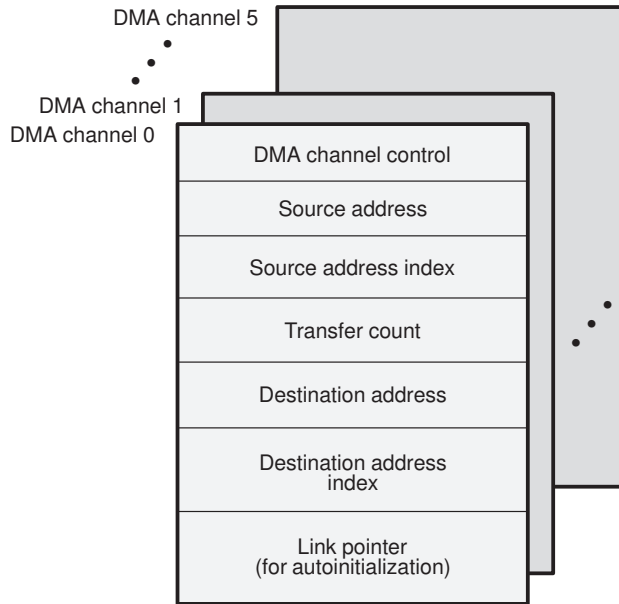 DMA channel 5
DMA channel 1
DMA channel 0
DMA channel control
Source address
Source address index
Transfer count
Destination address
Destination address
index
Link pointer
(for autoinitialization)